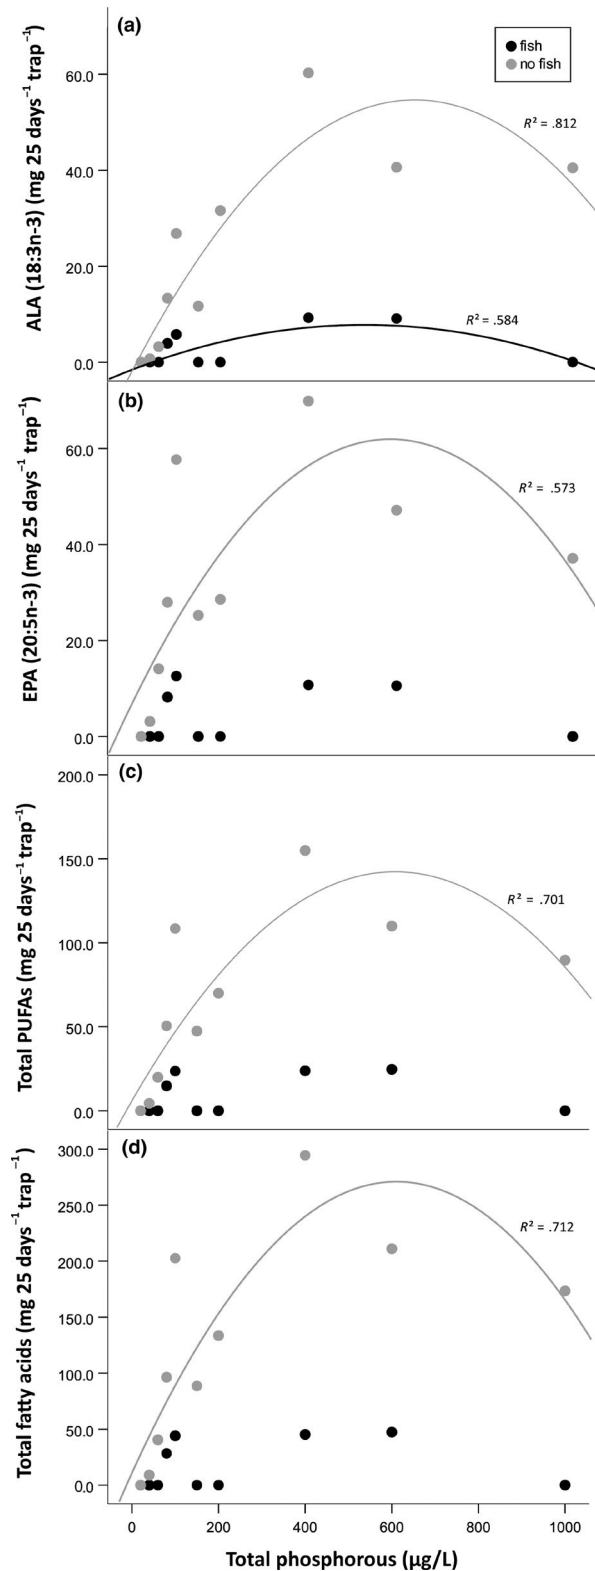 (a)
fish
no fish
60.0
40.0
20.0
0.0
R² = .812
R² = .584
ALA (18:3n-3) (mg 25 days⁻¹ trap⁻¹)
(b)
60.0
40.0
20.0
0.0
R² = .573
EPA (20:5n-3) (mg 25 days⁻¹ trap⁻¹)
(c)
200.0
150.0
100.0
50.0
0.0
R² = .701
Total PUFAs (mg 25 days⁻¹ trap⁻¹)
(d)
300.0
250.0
200.0
150.0
100.0
50.0
0.0
R² = .712
Total fatty acids (mg 25 days⁻¹ trap⁻¹)
0 200 400 600 800 1000
Total phosphorous (µg/L)